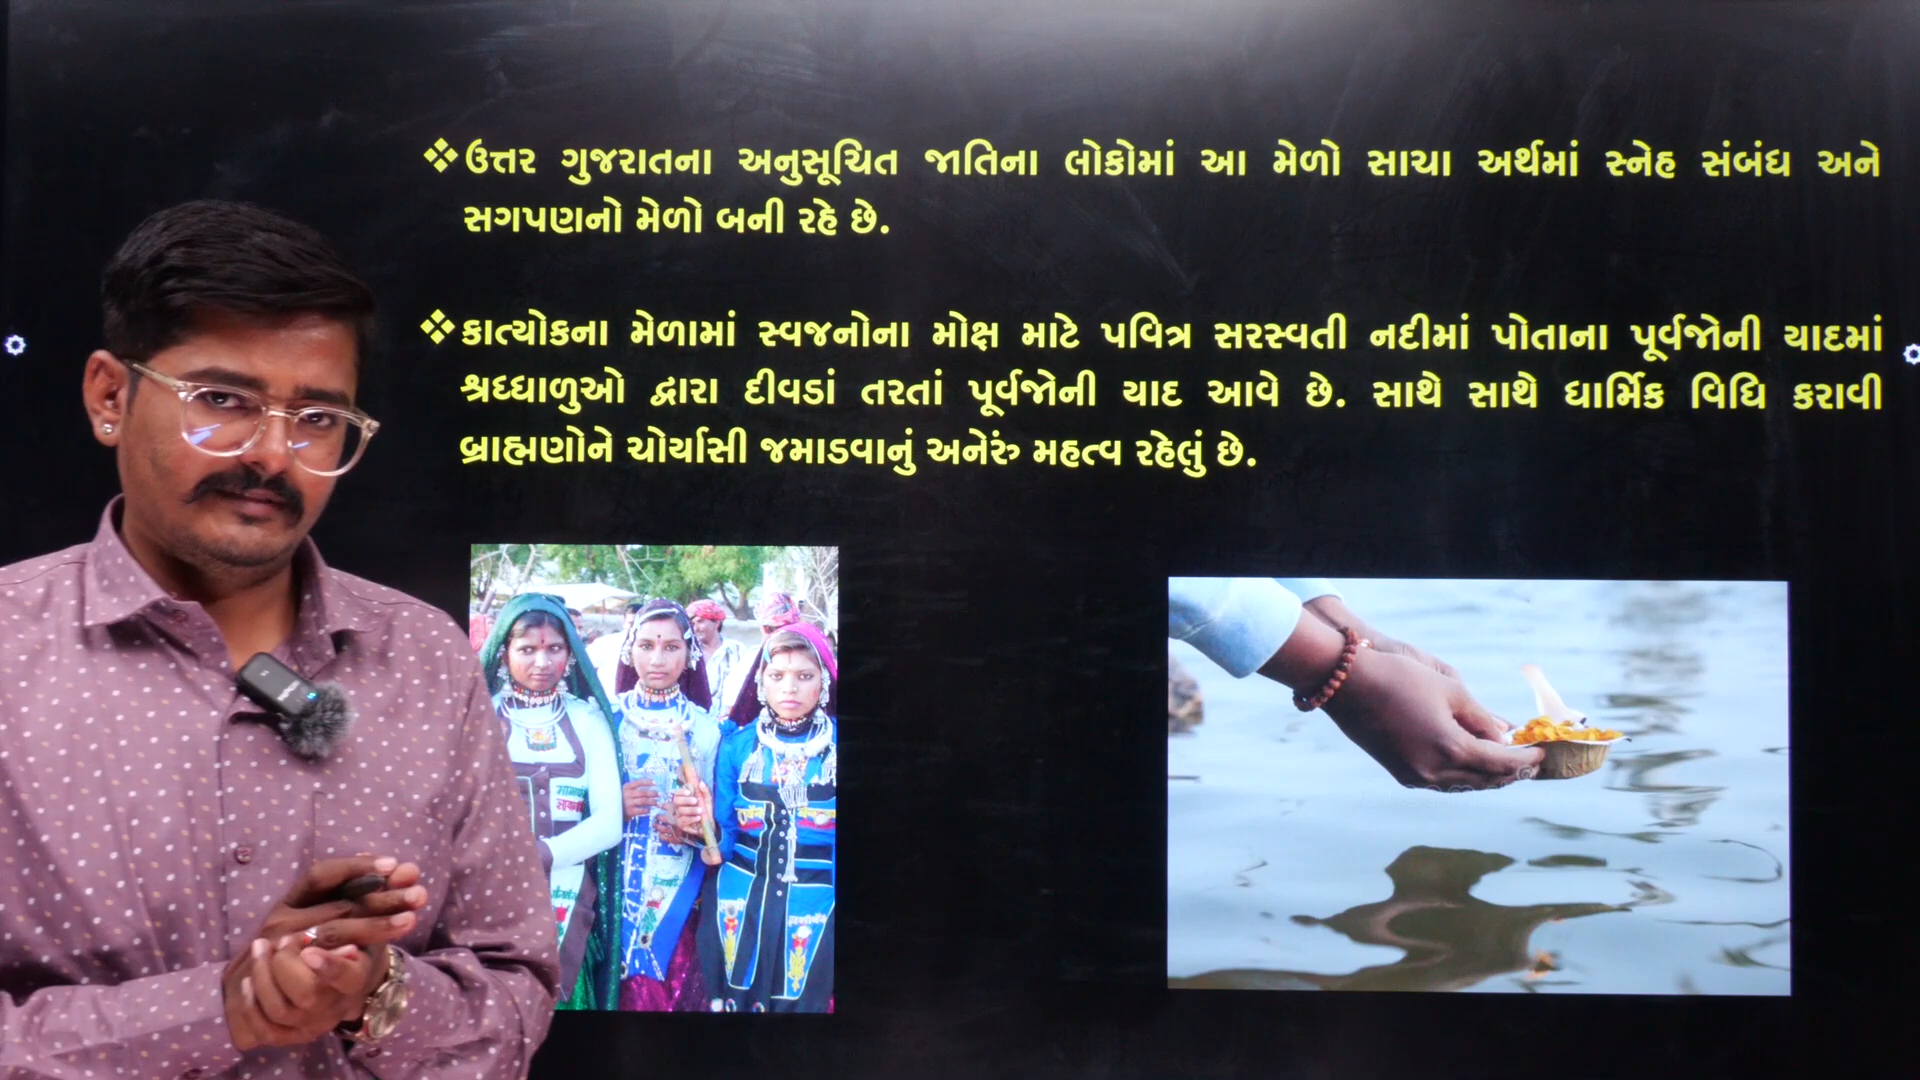 ❖ઉત્તર ગુજરાતના અનુસૂચિત જાતિના લોકોમાં આ મેળો સાચા અર્થમાં સ્નેહ સંબંધ અને
સગપણનો મેળો બની રહે છે.
❖કાત્યોકના મેળામાં સ્વજનોના મોક્ષ માટે પવિત્ર સરસ્વતી નદીમાં પોતાના પૂર્વજોની યાદમાં
શ્રધ્ધાળુઓ દ્વારા દીવડાં તરતાં પૂર્વજોની યાદ આવે છે. સાથે સાથે ધાર્મિક વિધિ કરાવી
બ્રાહ્મણોને ચોર્યાસી જમાડવાનું અનેરું મહત્વ રહેલું છે.